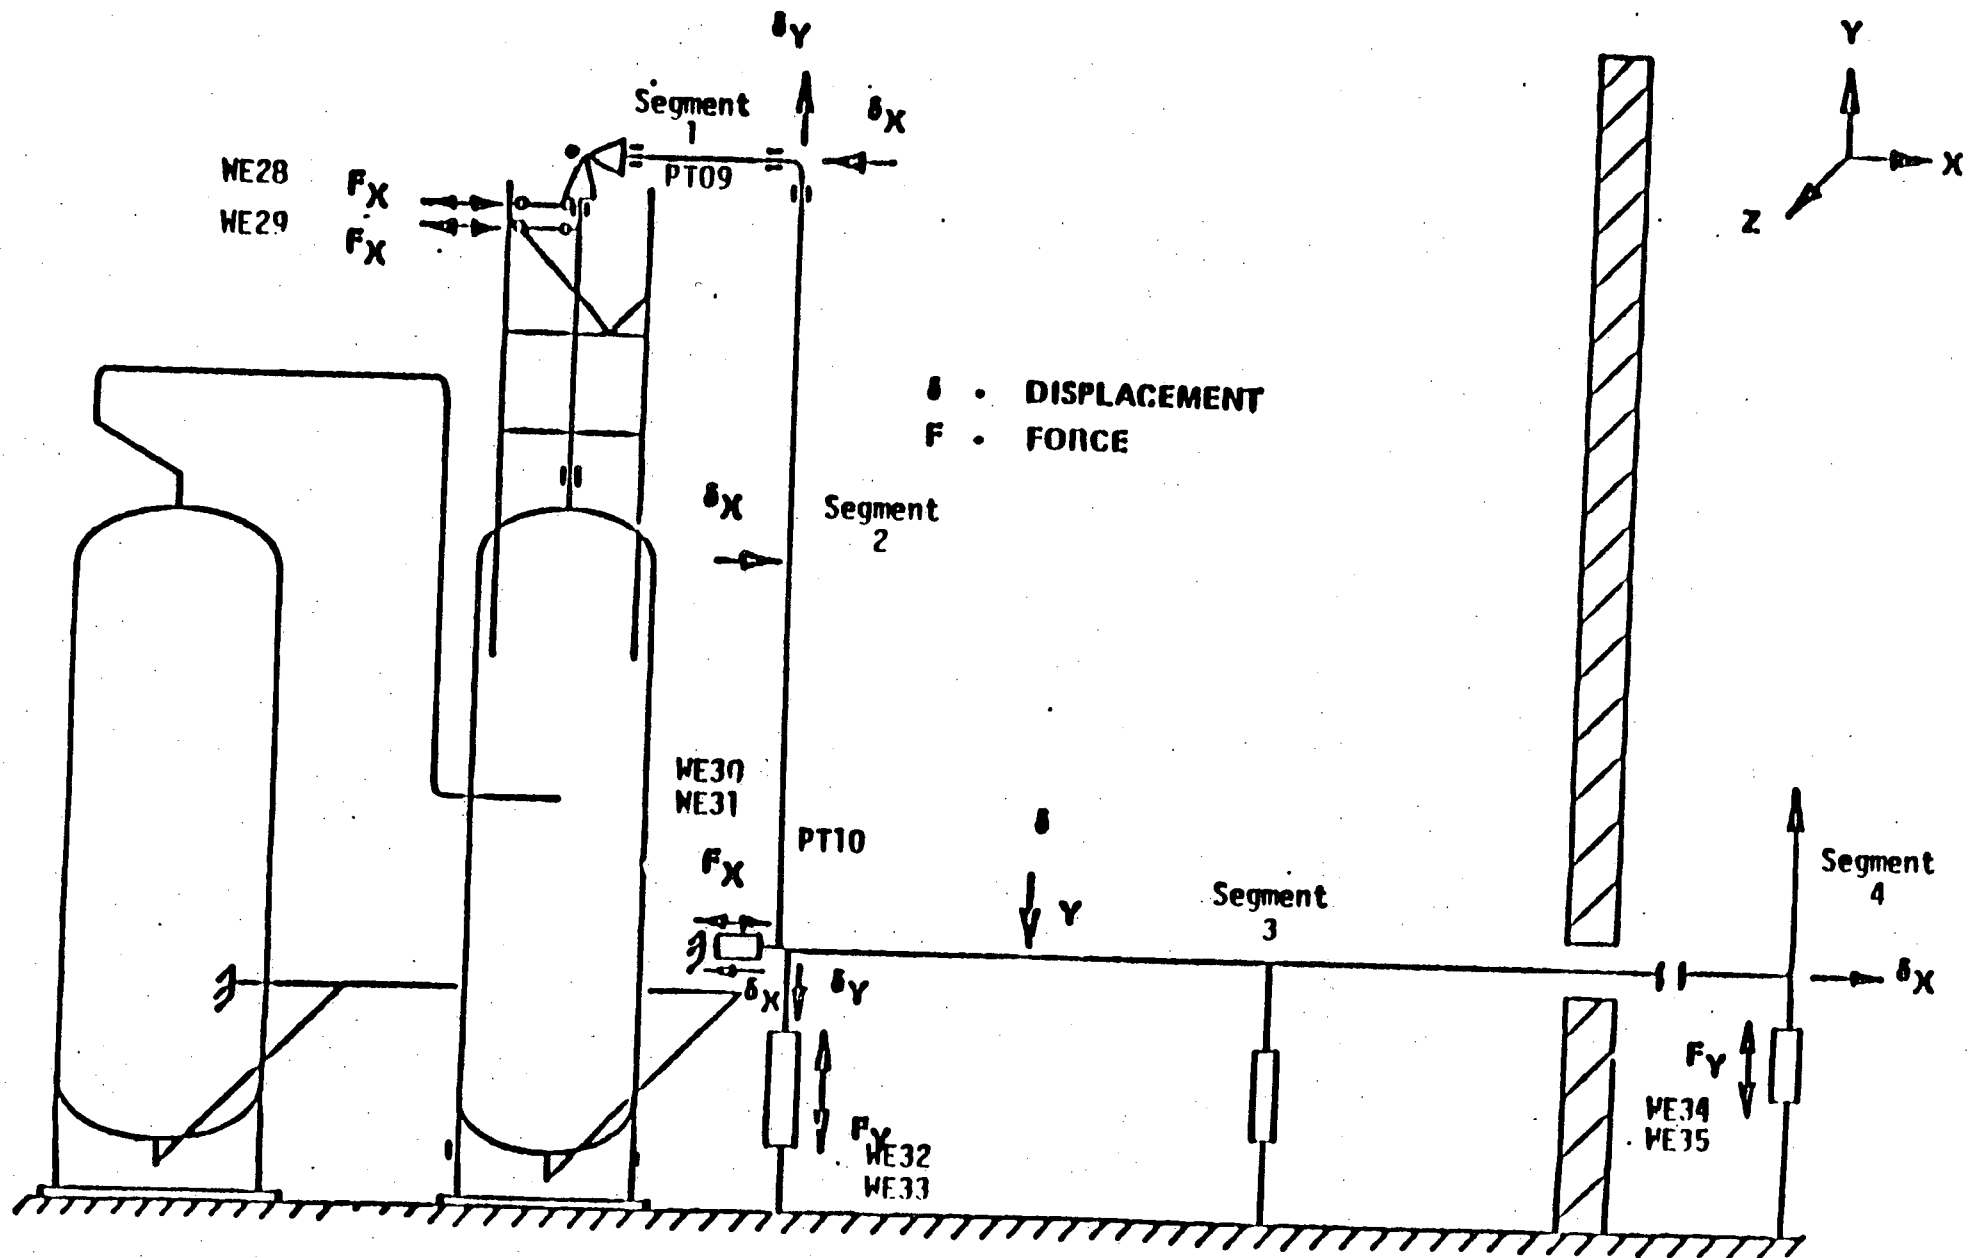 δY
Y
Segment
1
δX
X
Z
PT09
WE28
FX
WE29
FX
δ • DISPLACEMENT
F • FORCE
δX
Segment
2
WE30
WE31
PT10
FX
δ
Y
Segment
3
Segment
4
δX
δY
δX
FY
FY
WE32
WE33
WE34
WE35